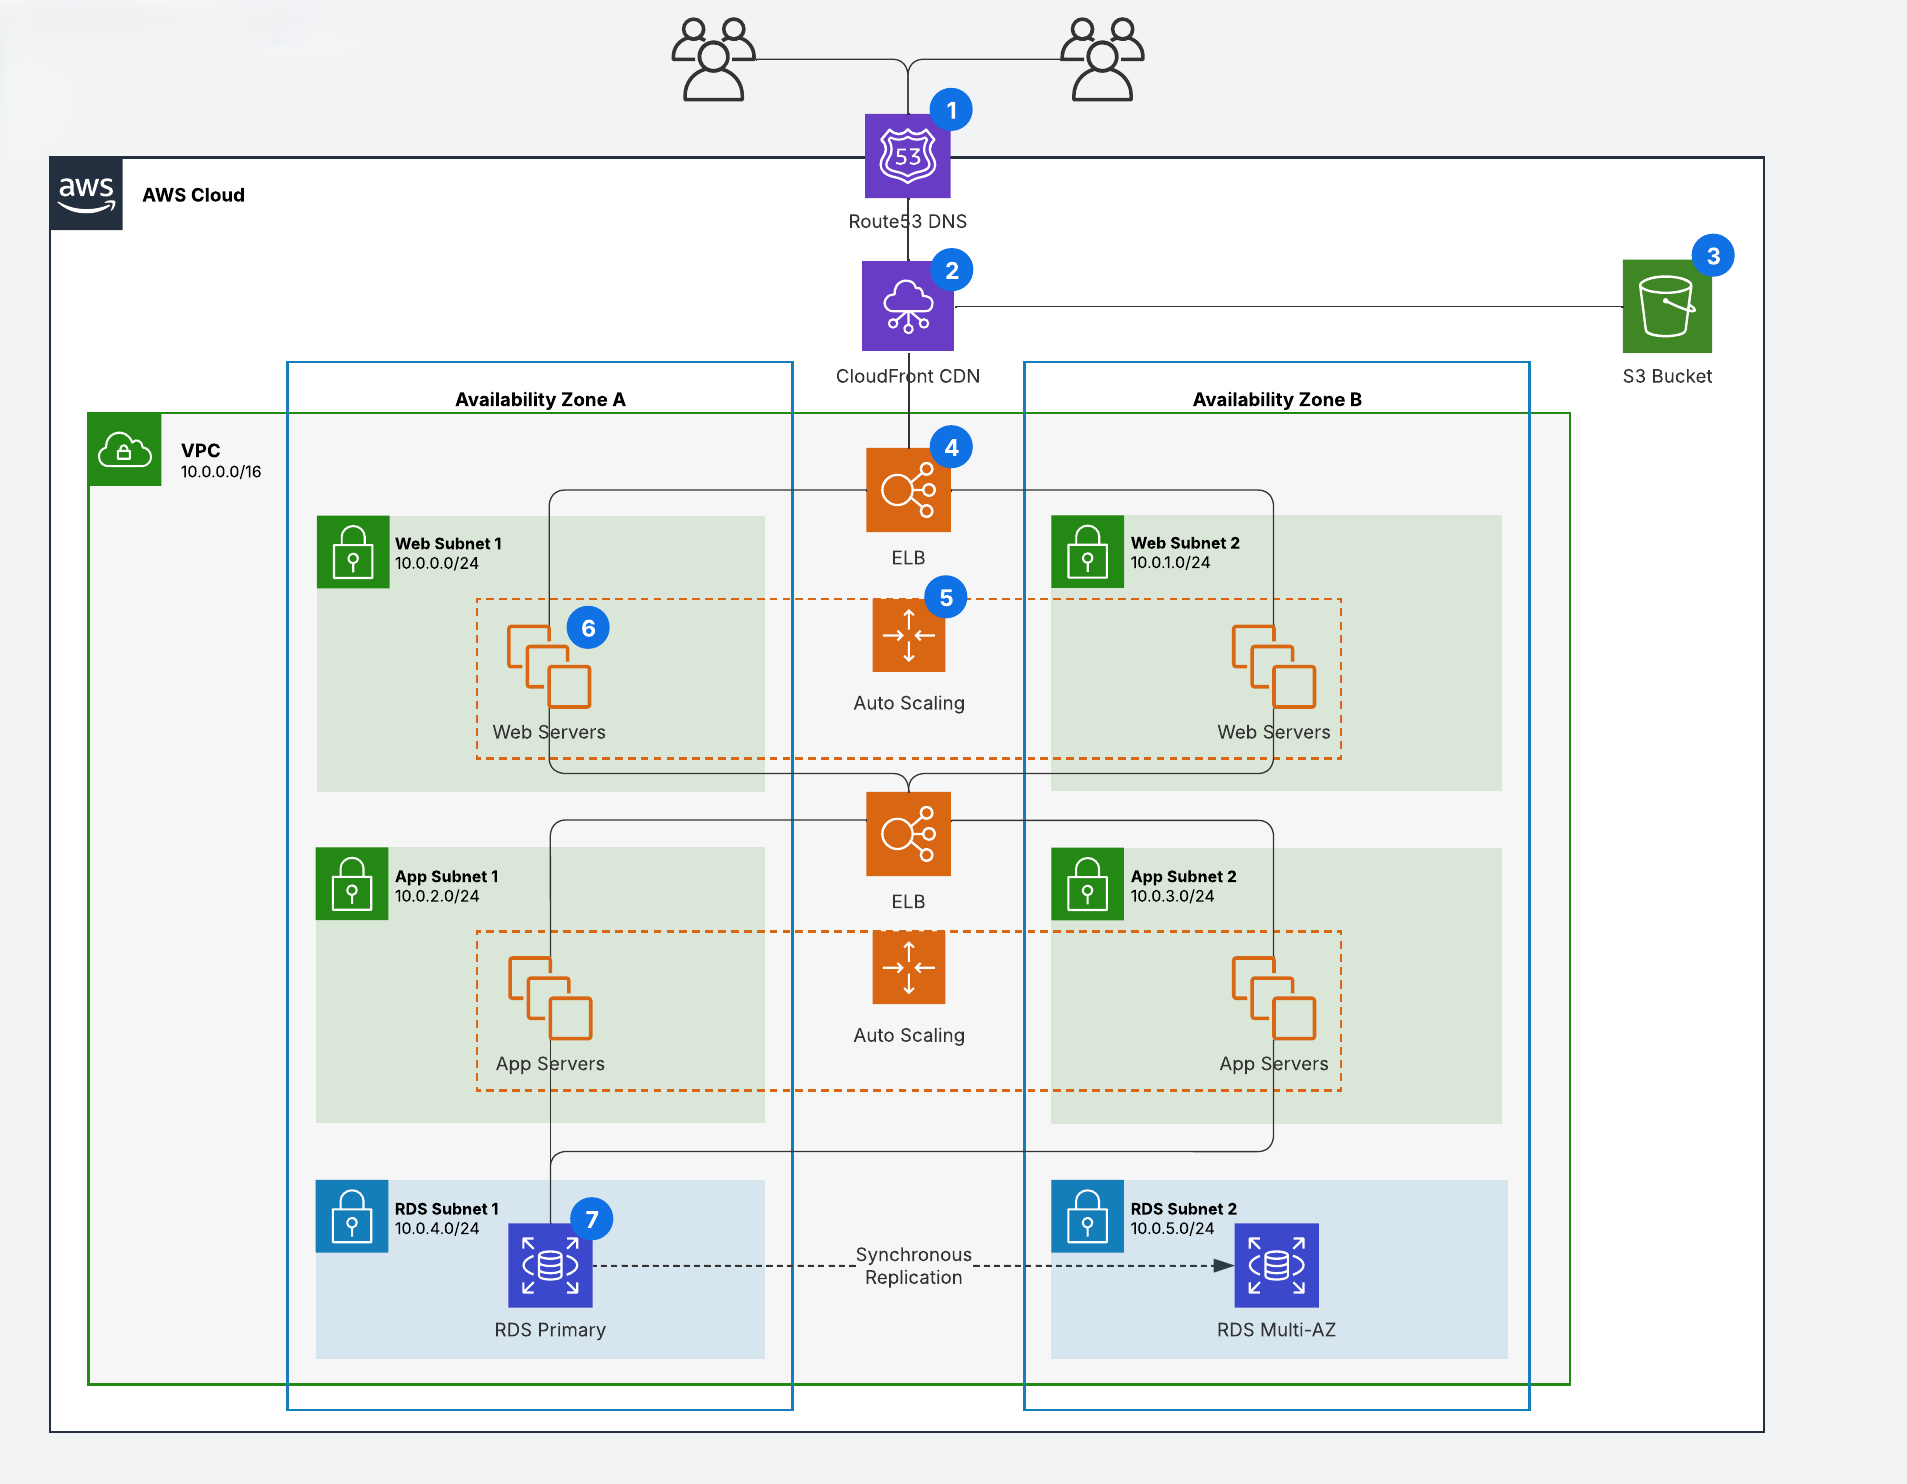 1
53
Route53 DNS
aws
AWS Cloud
2
CloudFront CDN
3
S3 Bucket
Availability Zone A
Availability Zone B
VPC
10.0.0.0/16
4
ELB
Web Subnet 1
10.0.0.0/24
Web Subnet 2
10.0.1.0/24
5
Auto Scaling
6
Web Servers
Web Servers
ELB
App Subnet 1
10.0.2.0/24
App Subnet 2
10.0.3.0/24
Auto Scaling
App Servers
App Servers
RDS Subnet 1
10.0.4.0/24
RDS Subnet 2
10.0.5.0/24
7
Synchronous
Replication
RDS Primary
RDS Multi-AZ